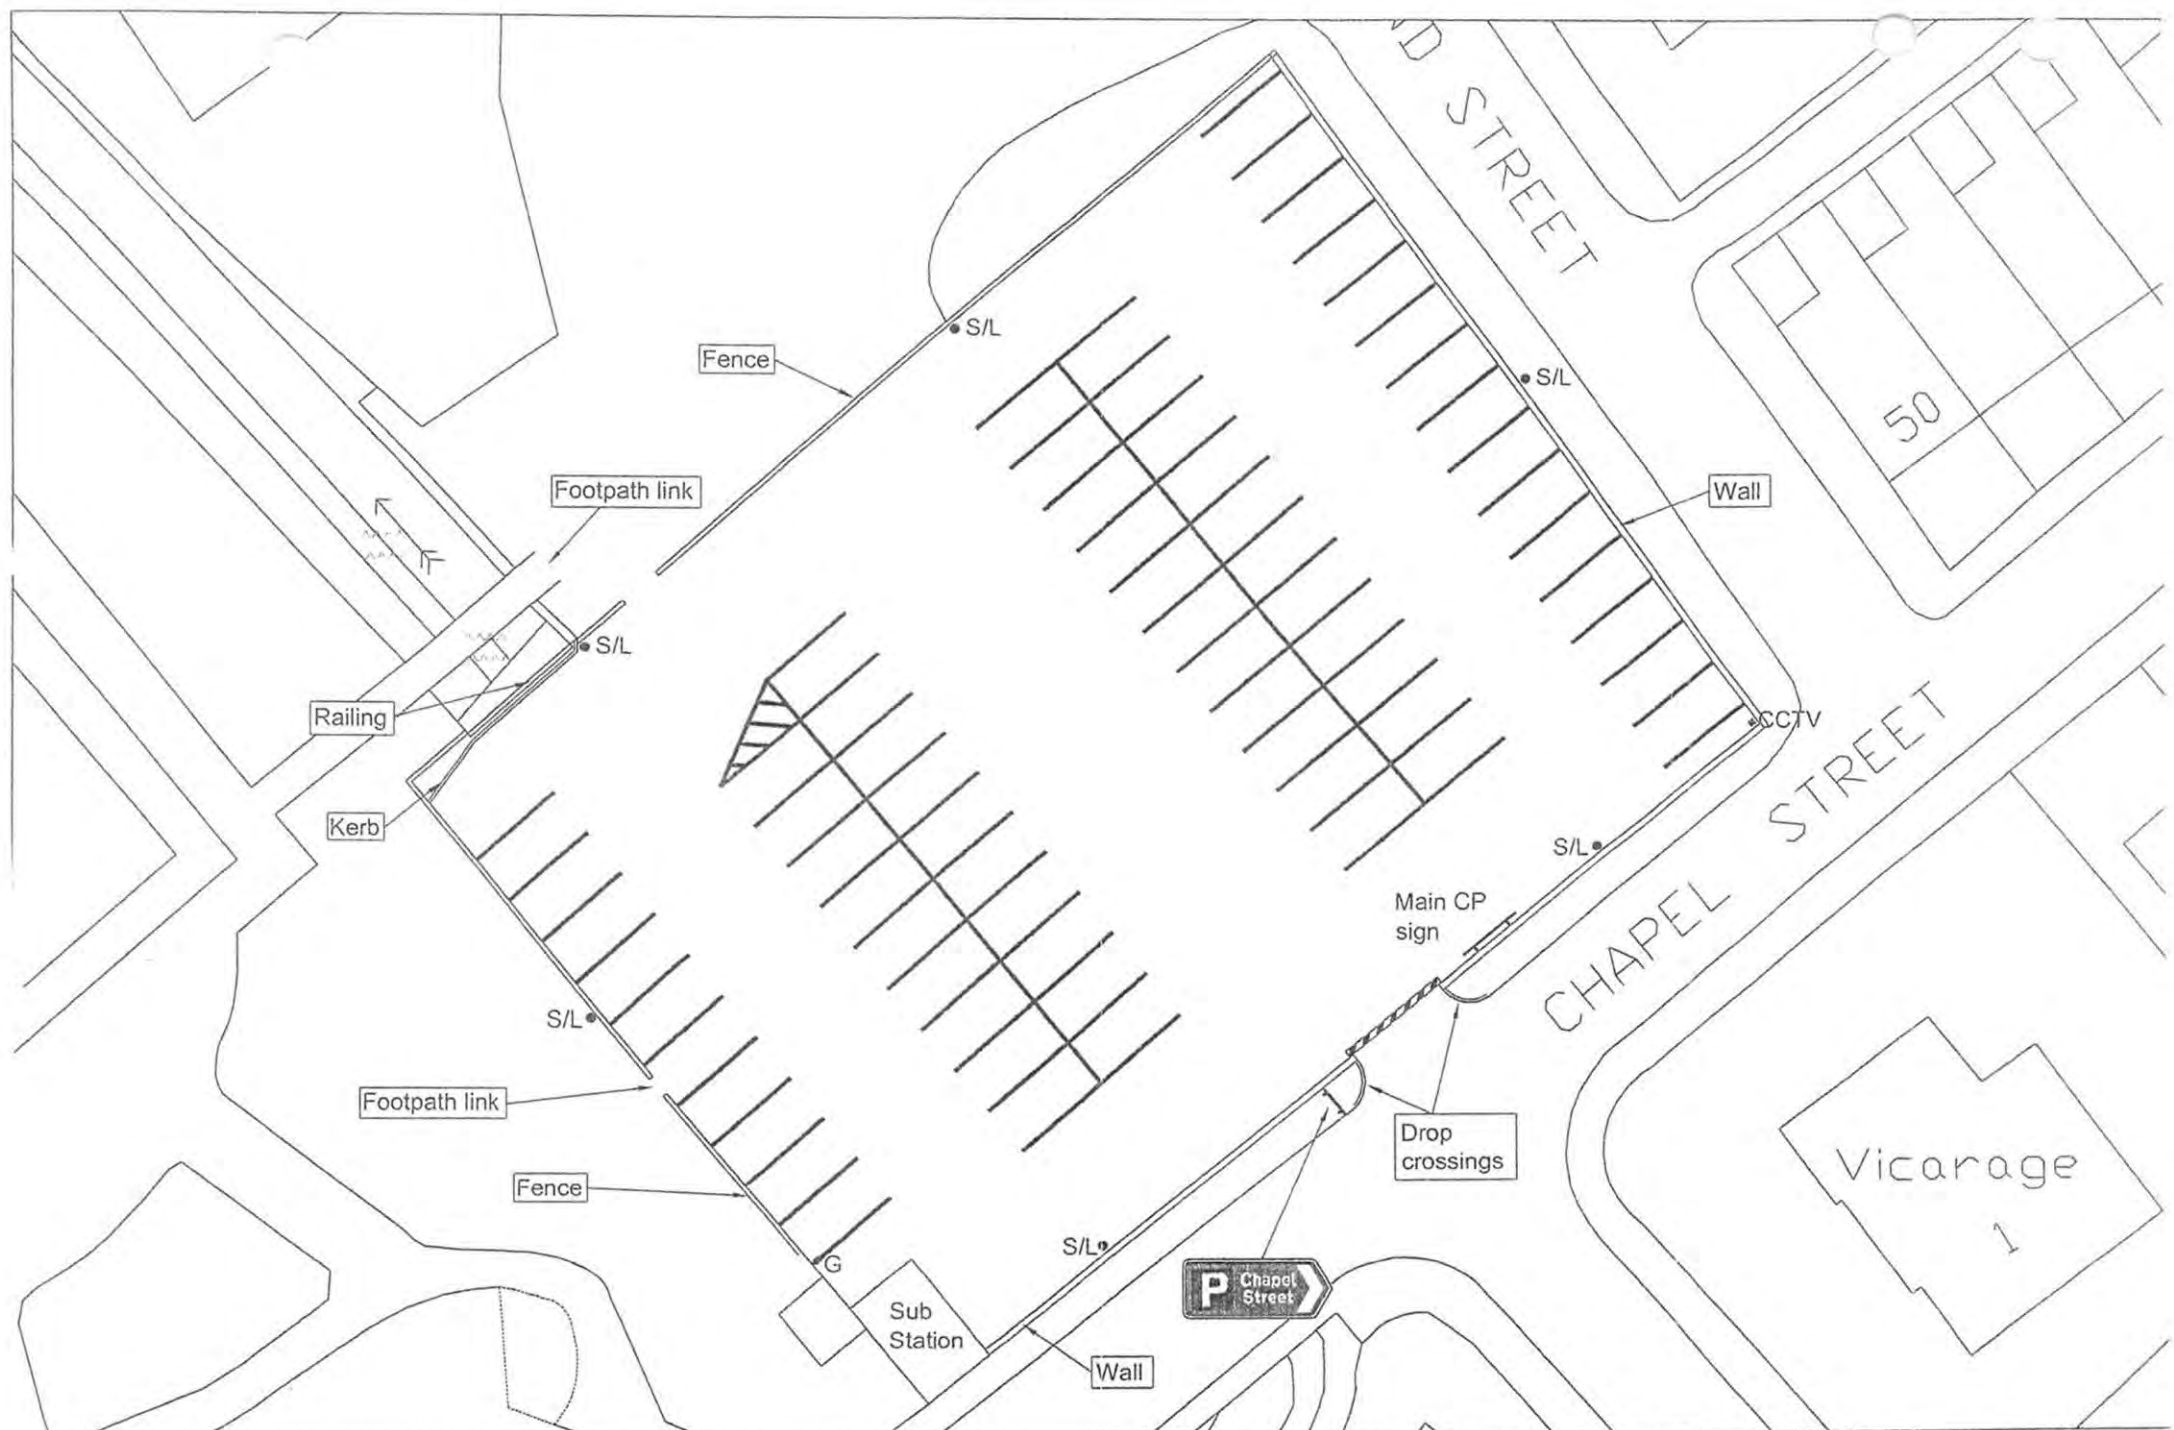 STREET
S/L
Fence
S/L
50
Footpath link
Wall
S/L
Railing
CCTV
STREET
Kerb
S/L
Main CP
sign
CHAPEL
S/L
Footpath link
Drop
crossings
Vicarage
Fence
1
S/L
G
P Chapel
Street
Sub
Station
Wall